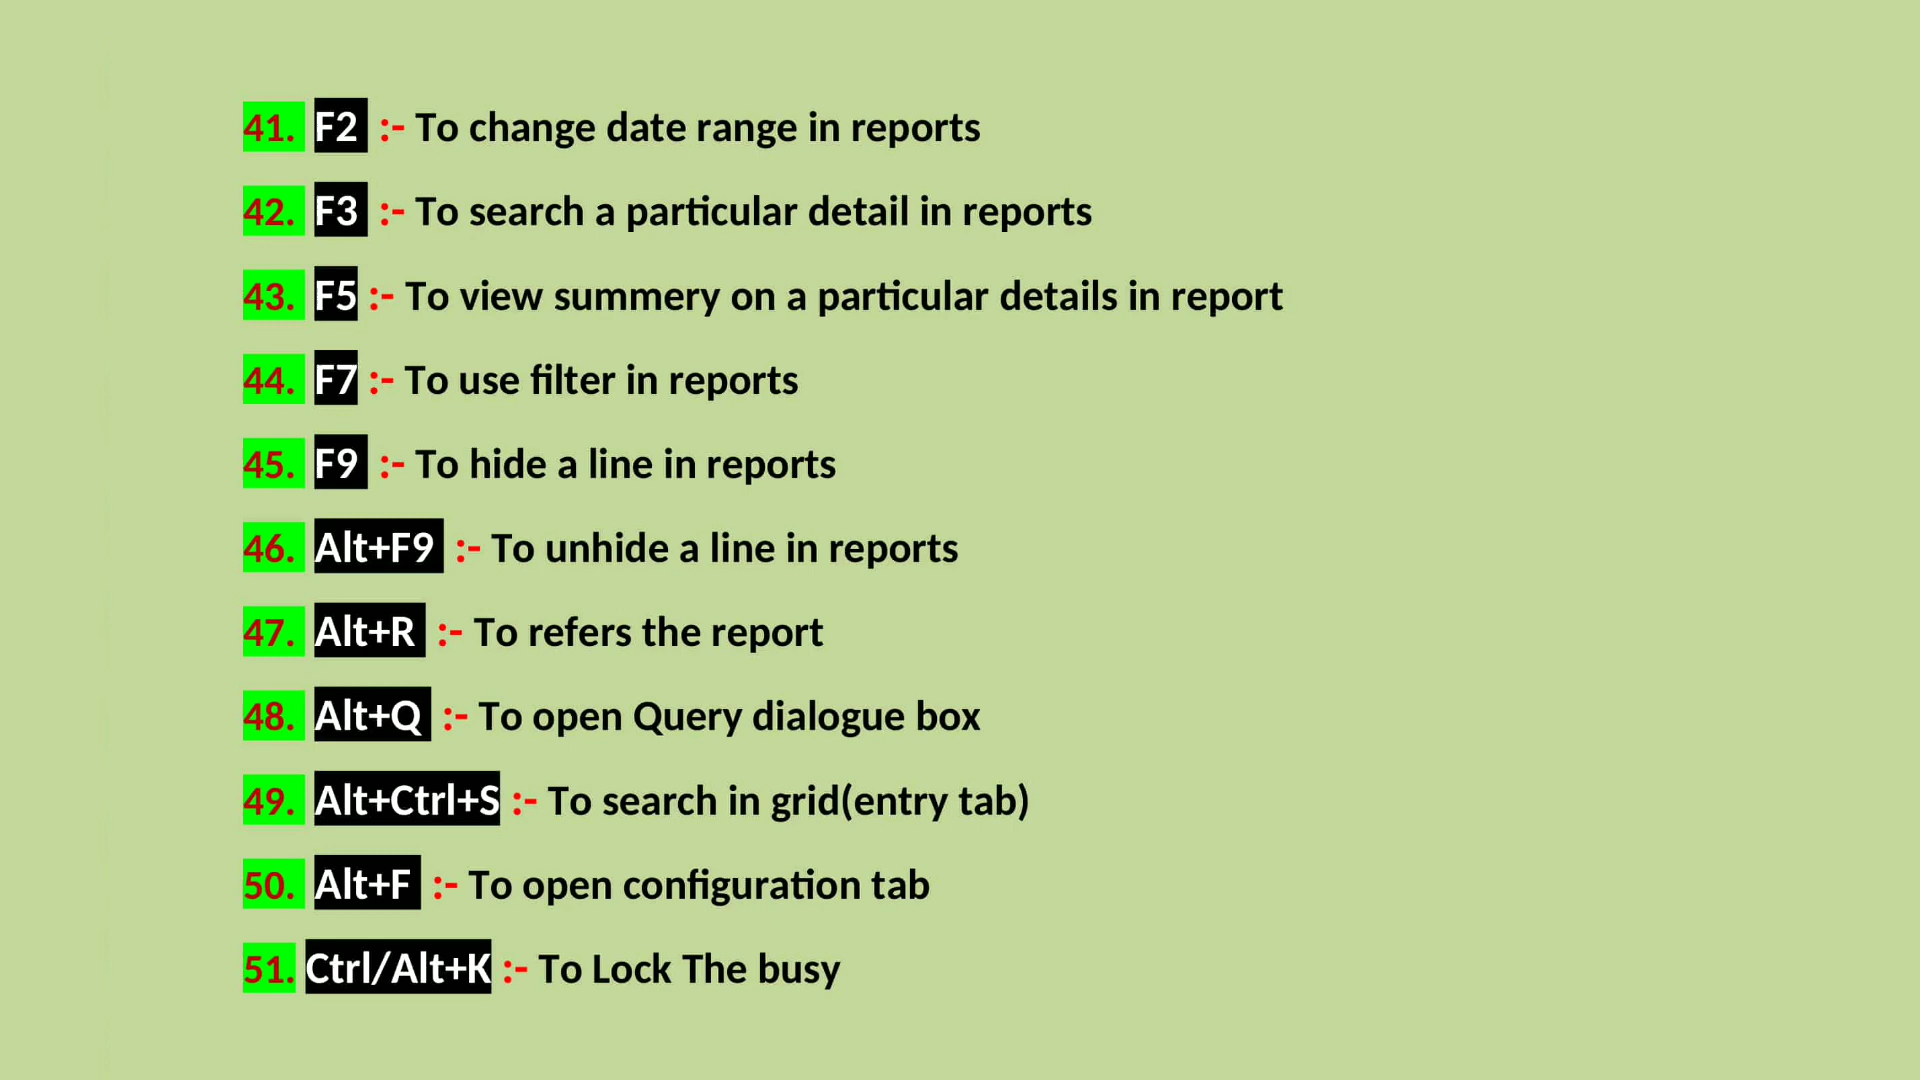 41. F2 :- To change date range in reports
42. F3 :- To search a particular detail in reports
43. F5 :- To view summery on a particular details in report
44. F7 :- To use filter in reports
45. F9 :- To hide a line in reports
46. Alt+F9 :- To unhide a line in reports
47. Alt+R :- To refers the report
48. Alt+Q :- To open Query dialogue box
49. Alt+Ctrl+S :- To search in grid(entry tab)
50. Alt+F :- To open configuration tab
51. Ctrl/Alt+K :- To Lock The busy